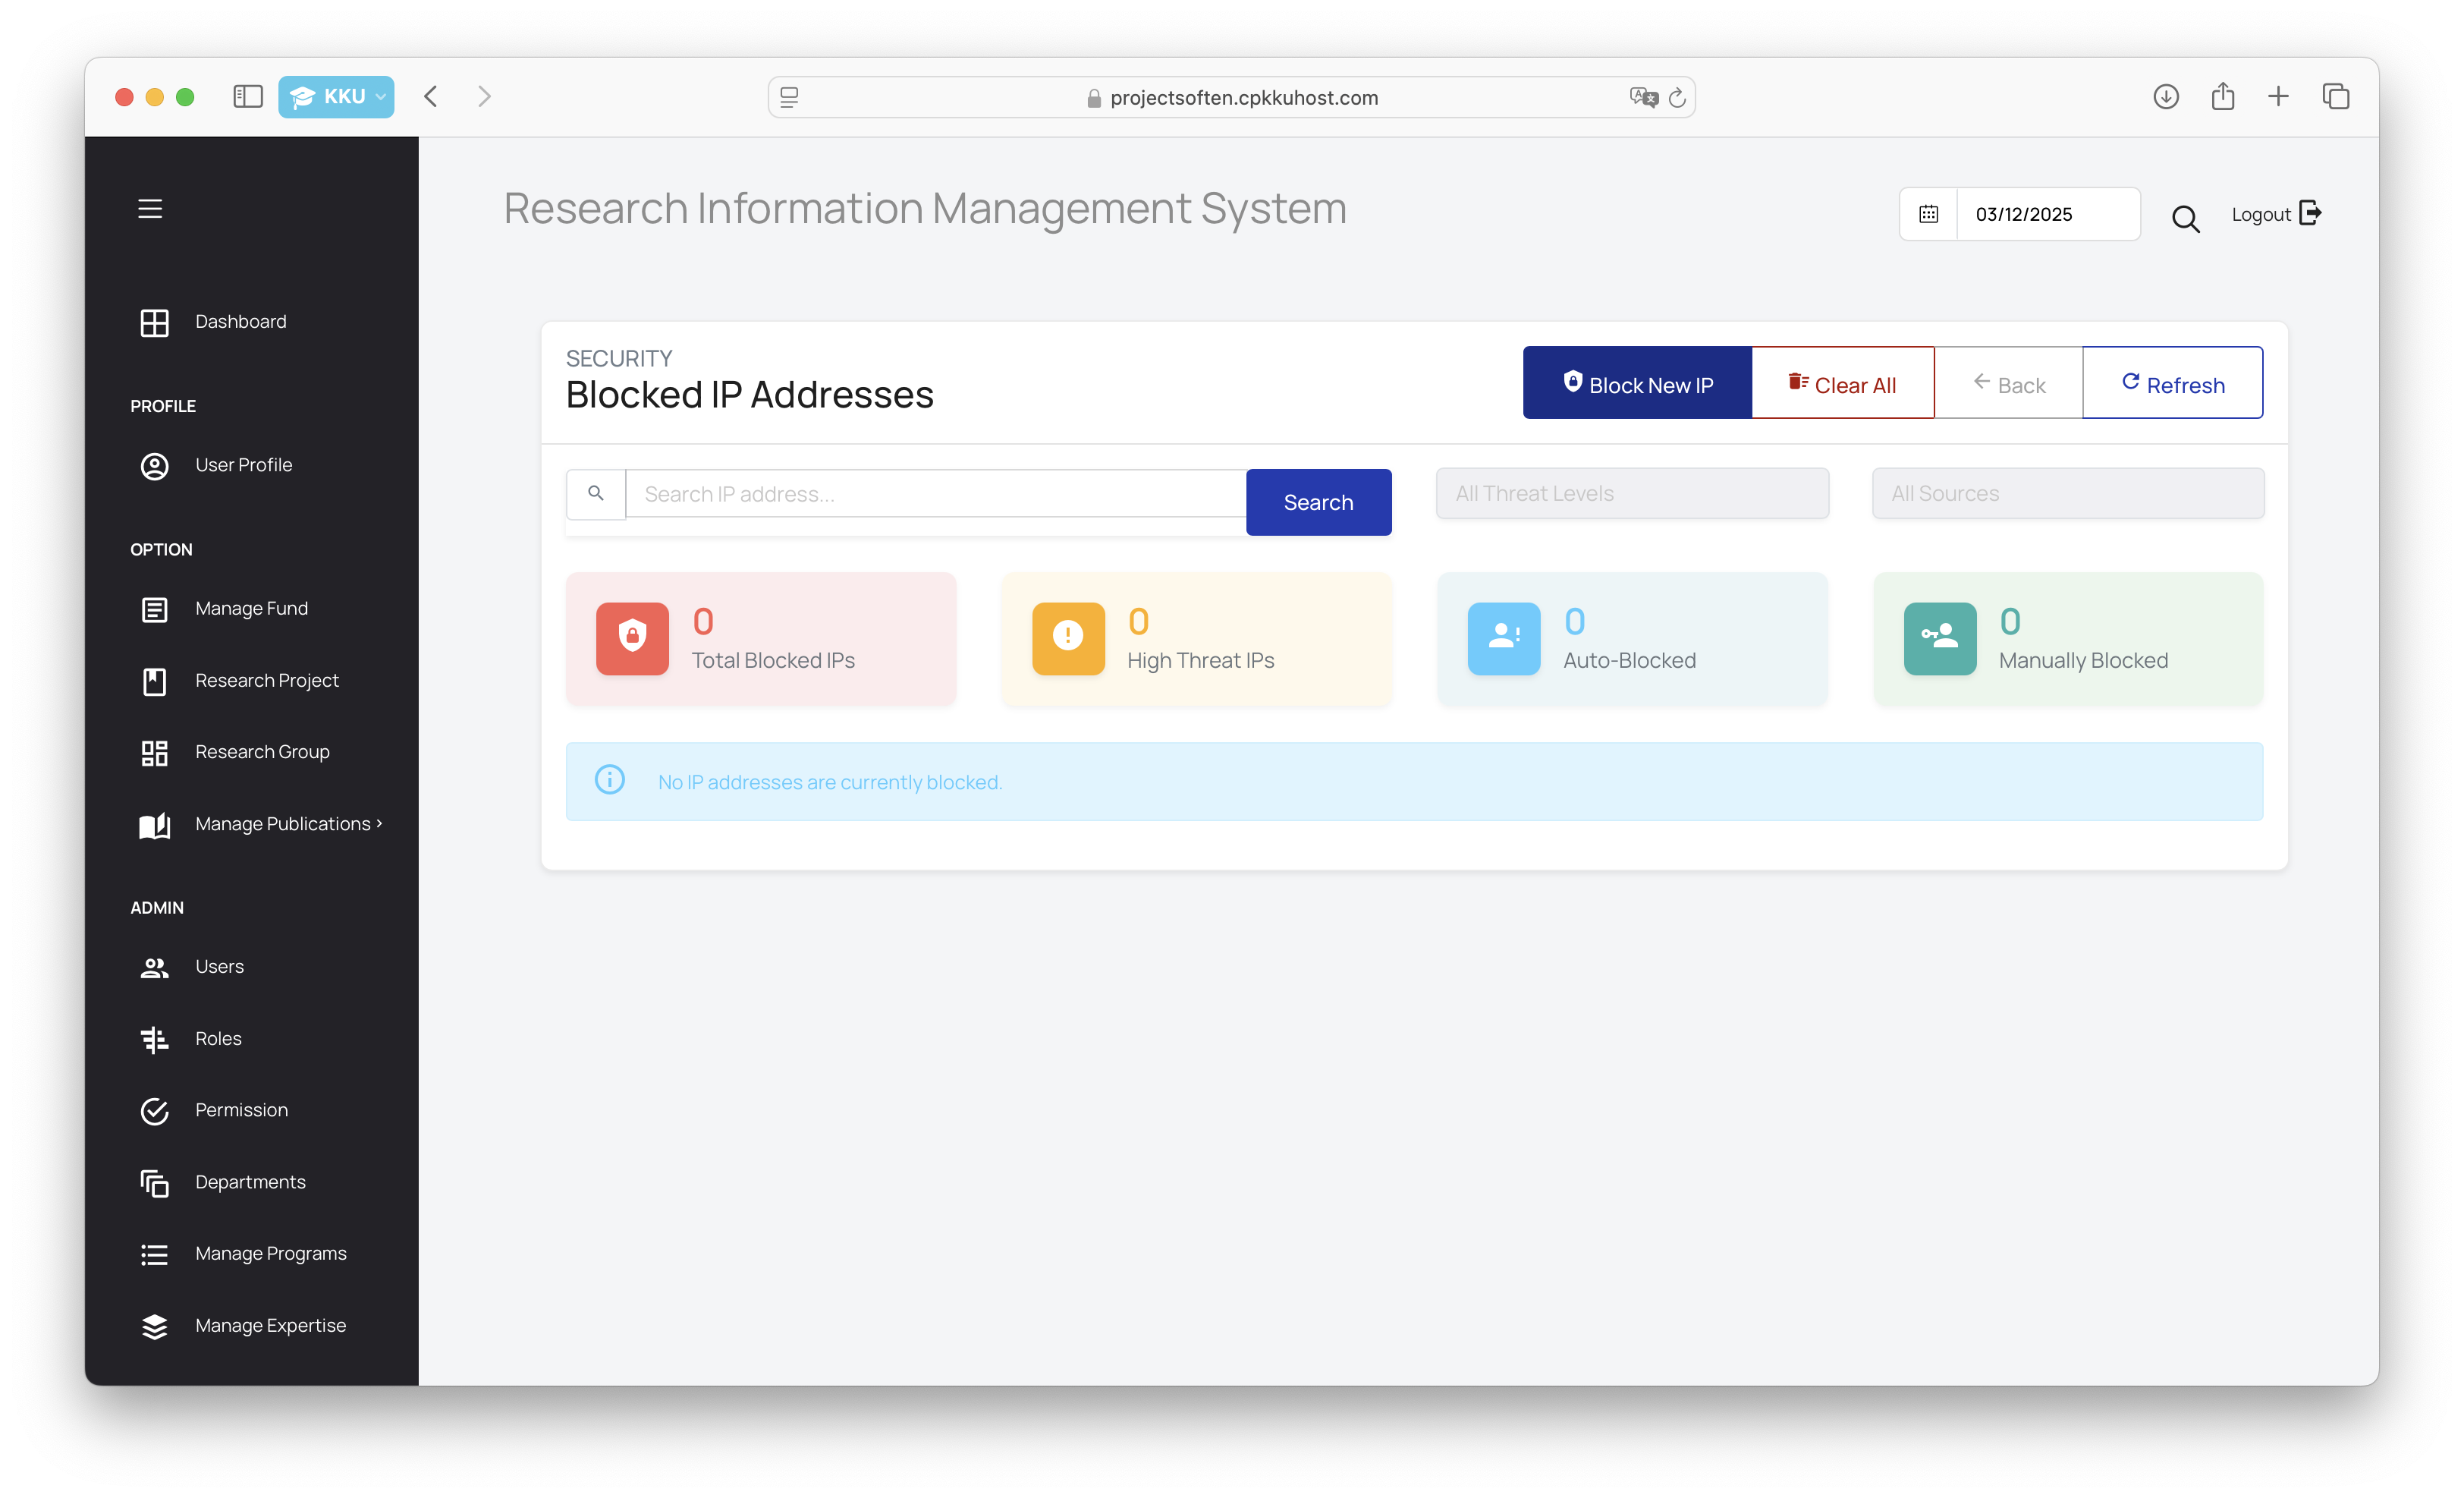 KKU
projectsoften.cpkkuhost.com
Research Information Management System
03/12/2025
Logout
Dashboard
PROFILE
User Profile
OPTION
Manage Fund
Research Project
Research Group
Manage Publications
ADMIN
Users
Roles
Permission
Departments
Manage Programs
Manage Expertise
SECURITY
Blocked IP Addresses
Block New IP
Clear All
Back
Refresh
Search IP address...
Search
All Threat Levels
All Sources
0
Total Blocked IPs
0
High Threat IPs
0
Auto-Blocked
0
Manually Blocked
No IP addresses are currently blocked.